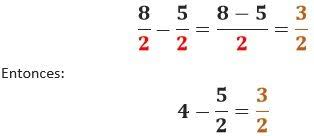 8/2 − 5/2 = 8 − 5/2 = 3/2
Entonces:
4 − 5/2 = 3/2